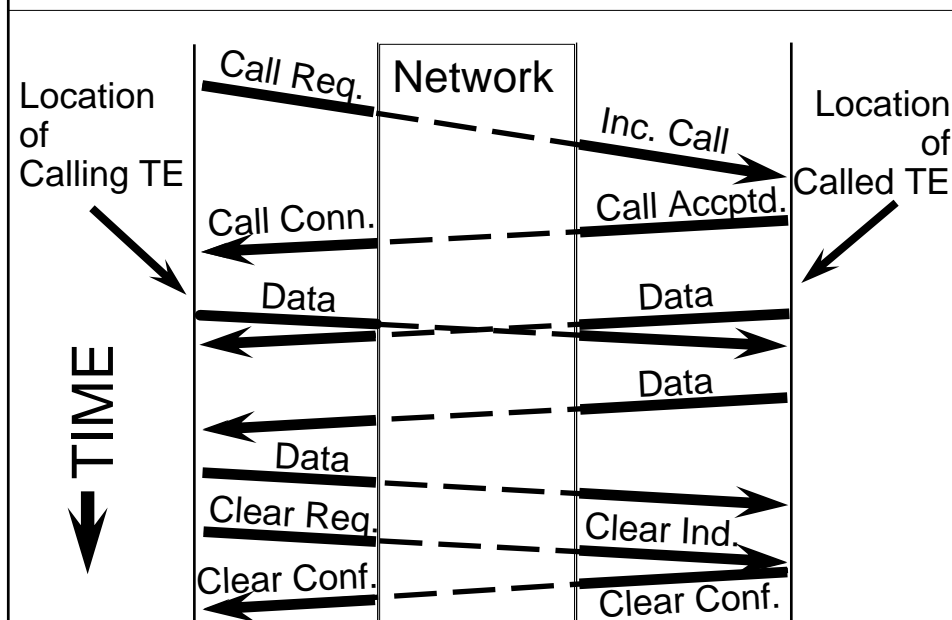 Call Req.
Network
Location
of
Calling TE
Inc. Call
Location
of
Called TE
Call Conn.
Call Accptd.
Data
Data
Data
TIME
Data
Clear Req.
Clear Ind.
Clear Conf.
Clear Conf.